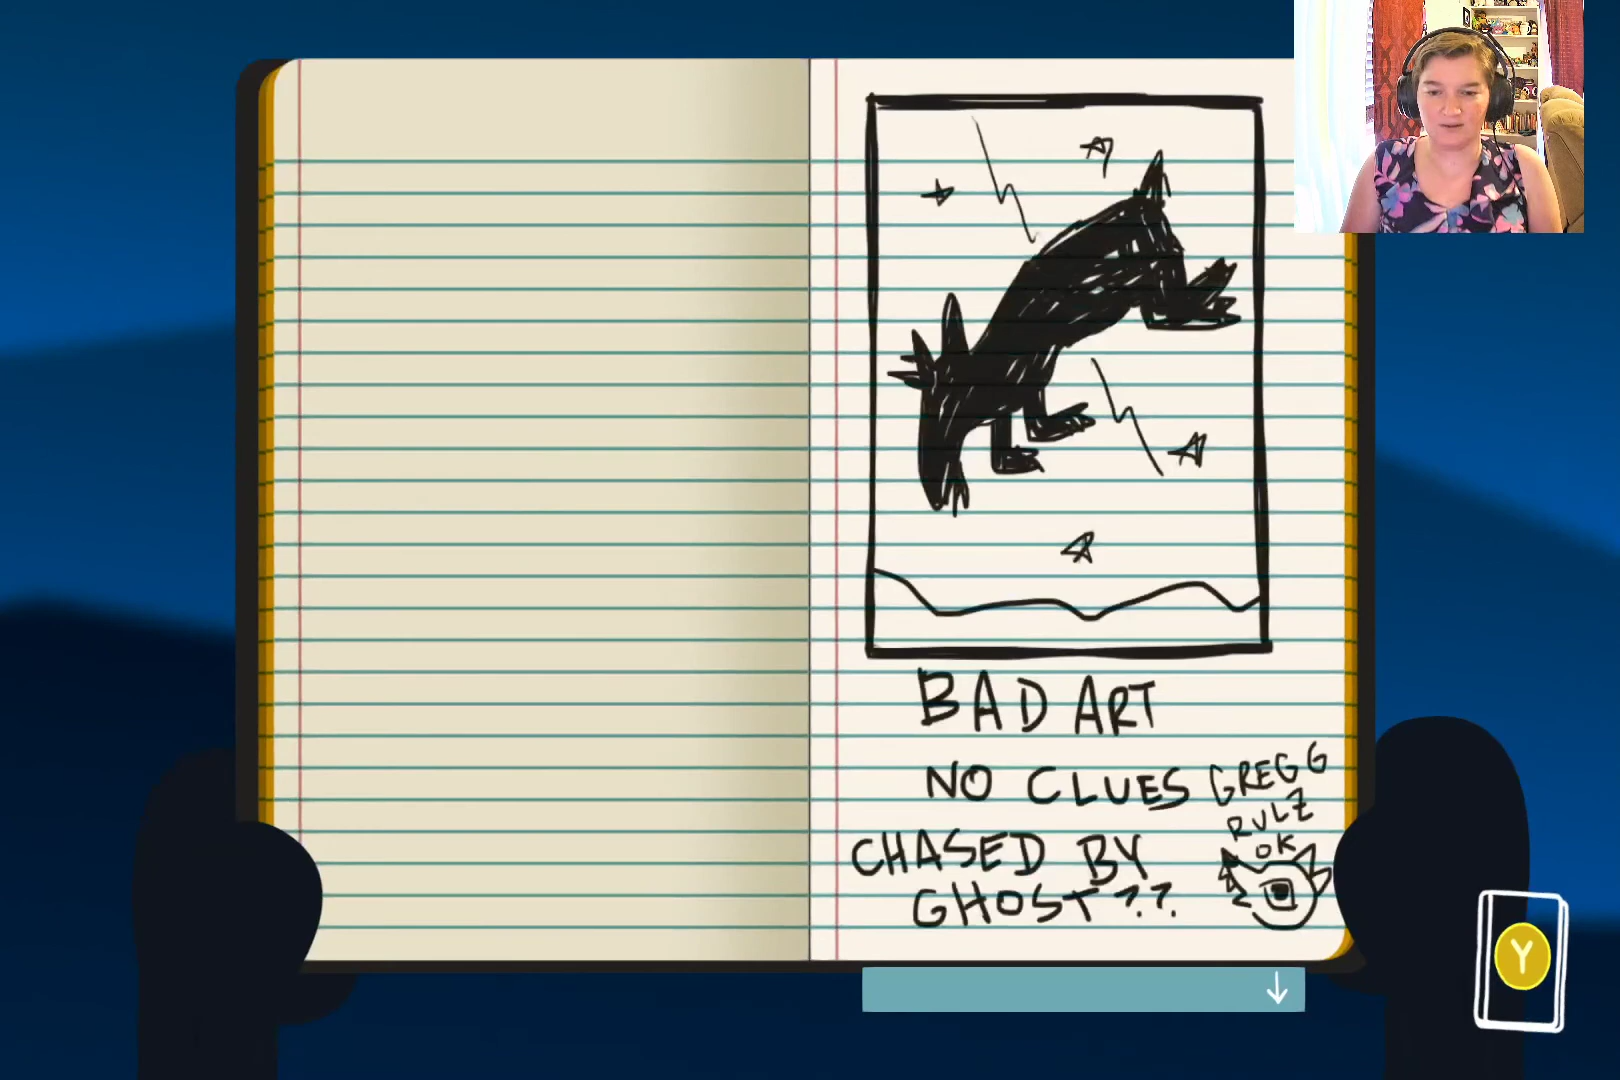 BAD ART
NO CLUES
CHASED BY
GHOST??
GREGG
RULZ
OK
Y